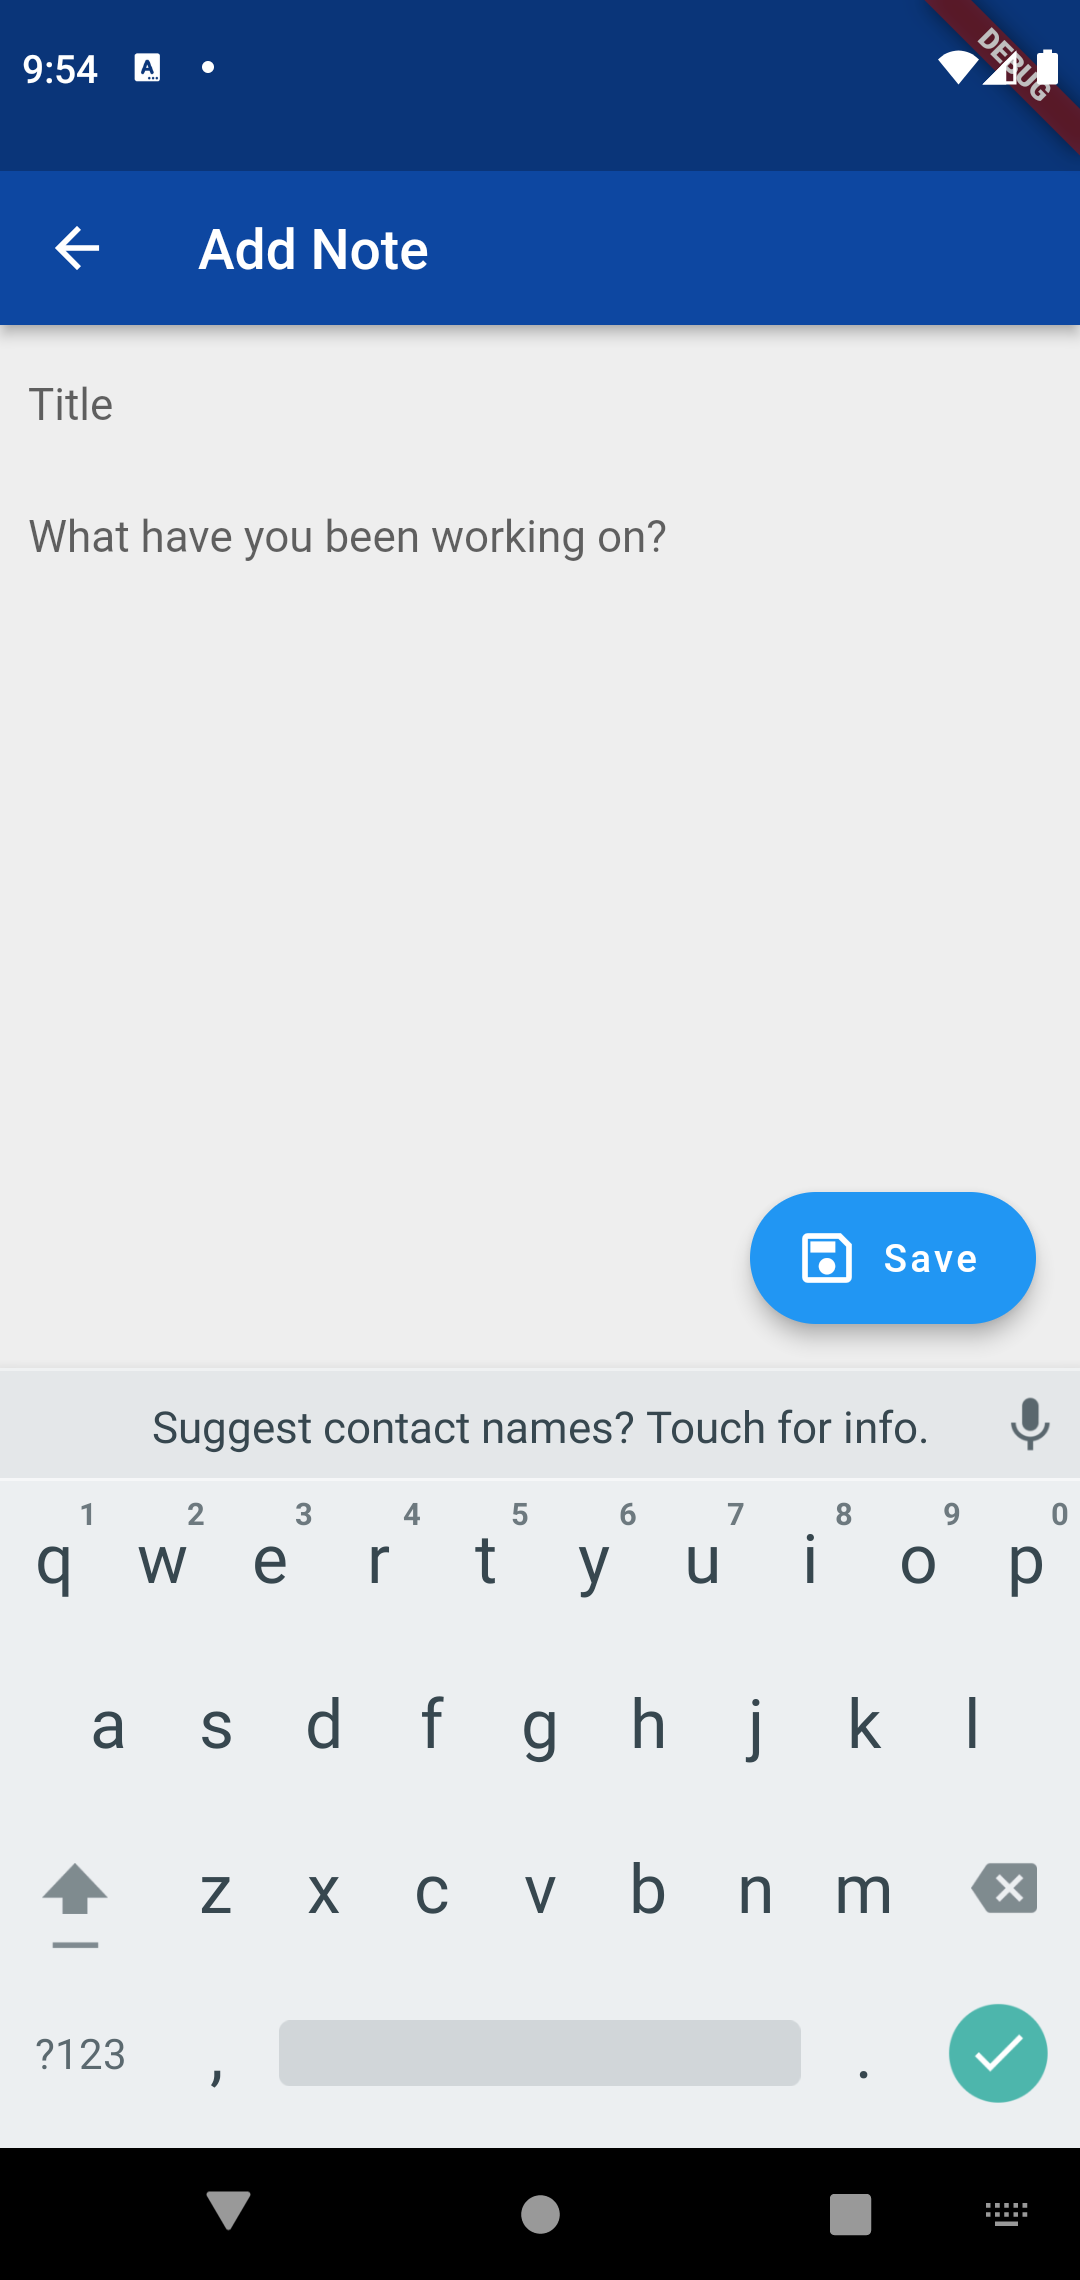 9:54
DEBUG
Add Note
Title
What have you been working on?
Save
Suggest contact names? Touch for info.
1 2 3 4 5 6 7 8 9 0
q w e r t y u i o p
a s d f g h j k l
z x c v b n m
?123 , .